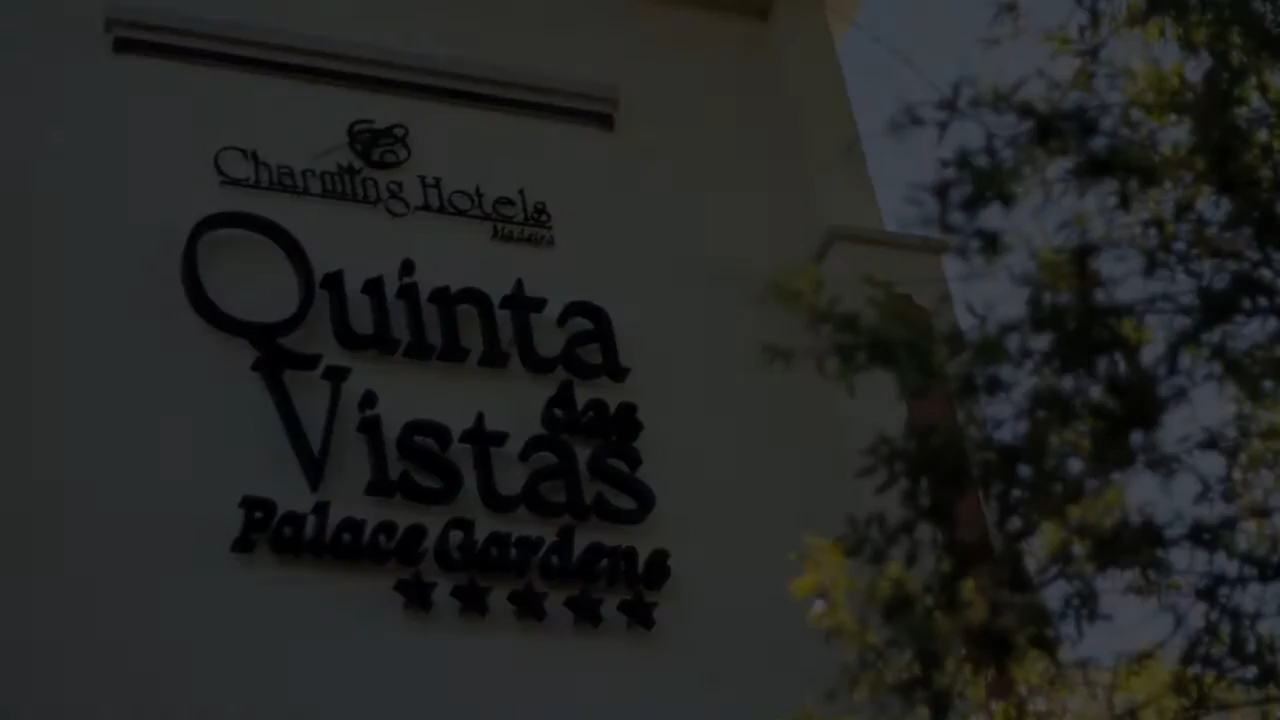 Charming Hotels
Madeira
Quinta
das
Vistas
Palace Gardens